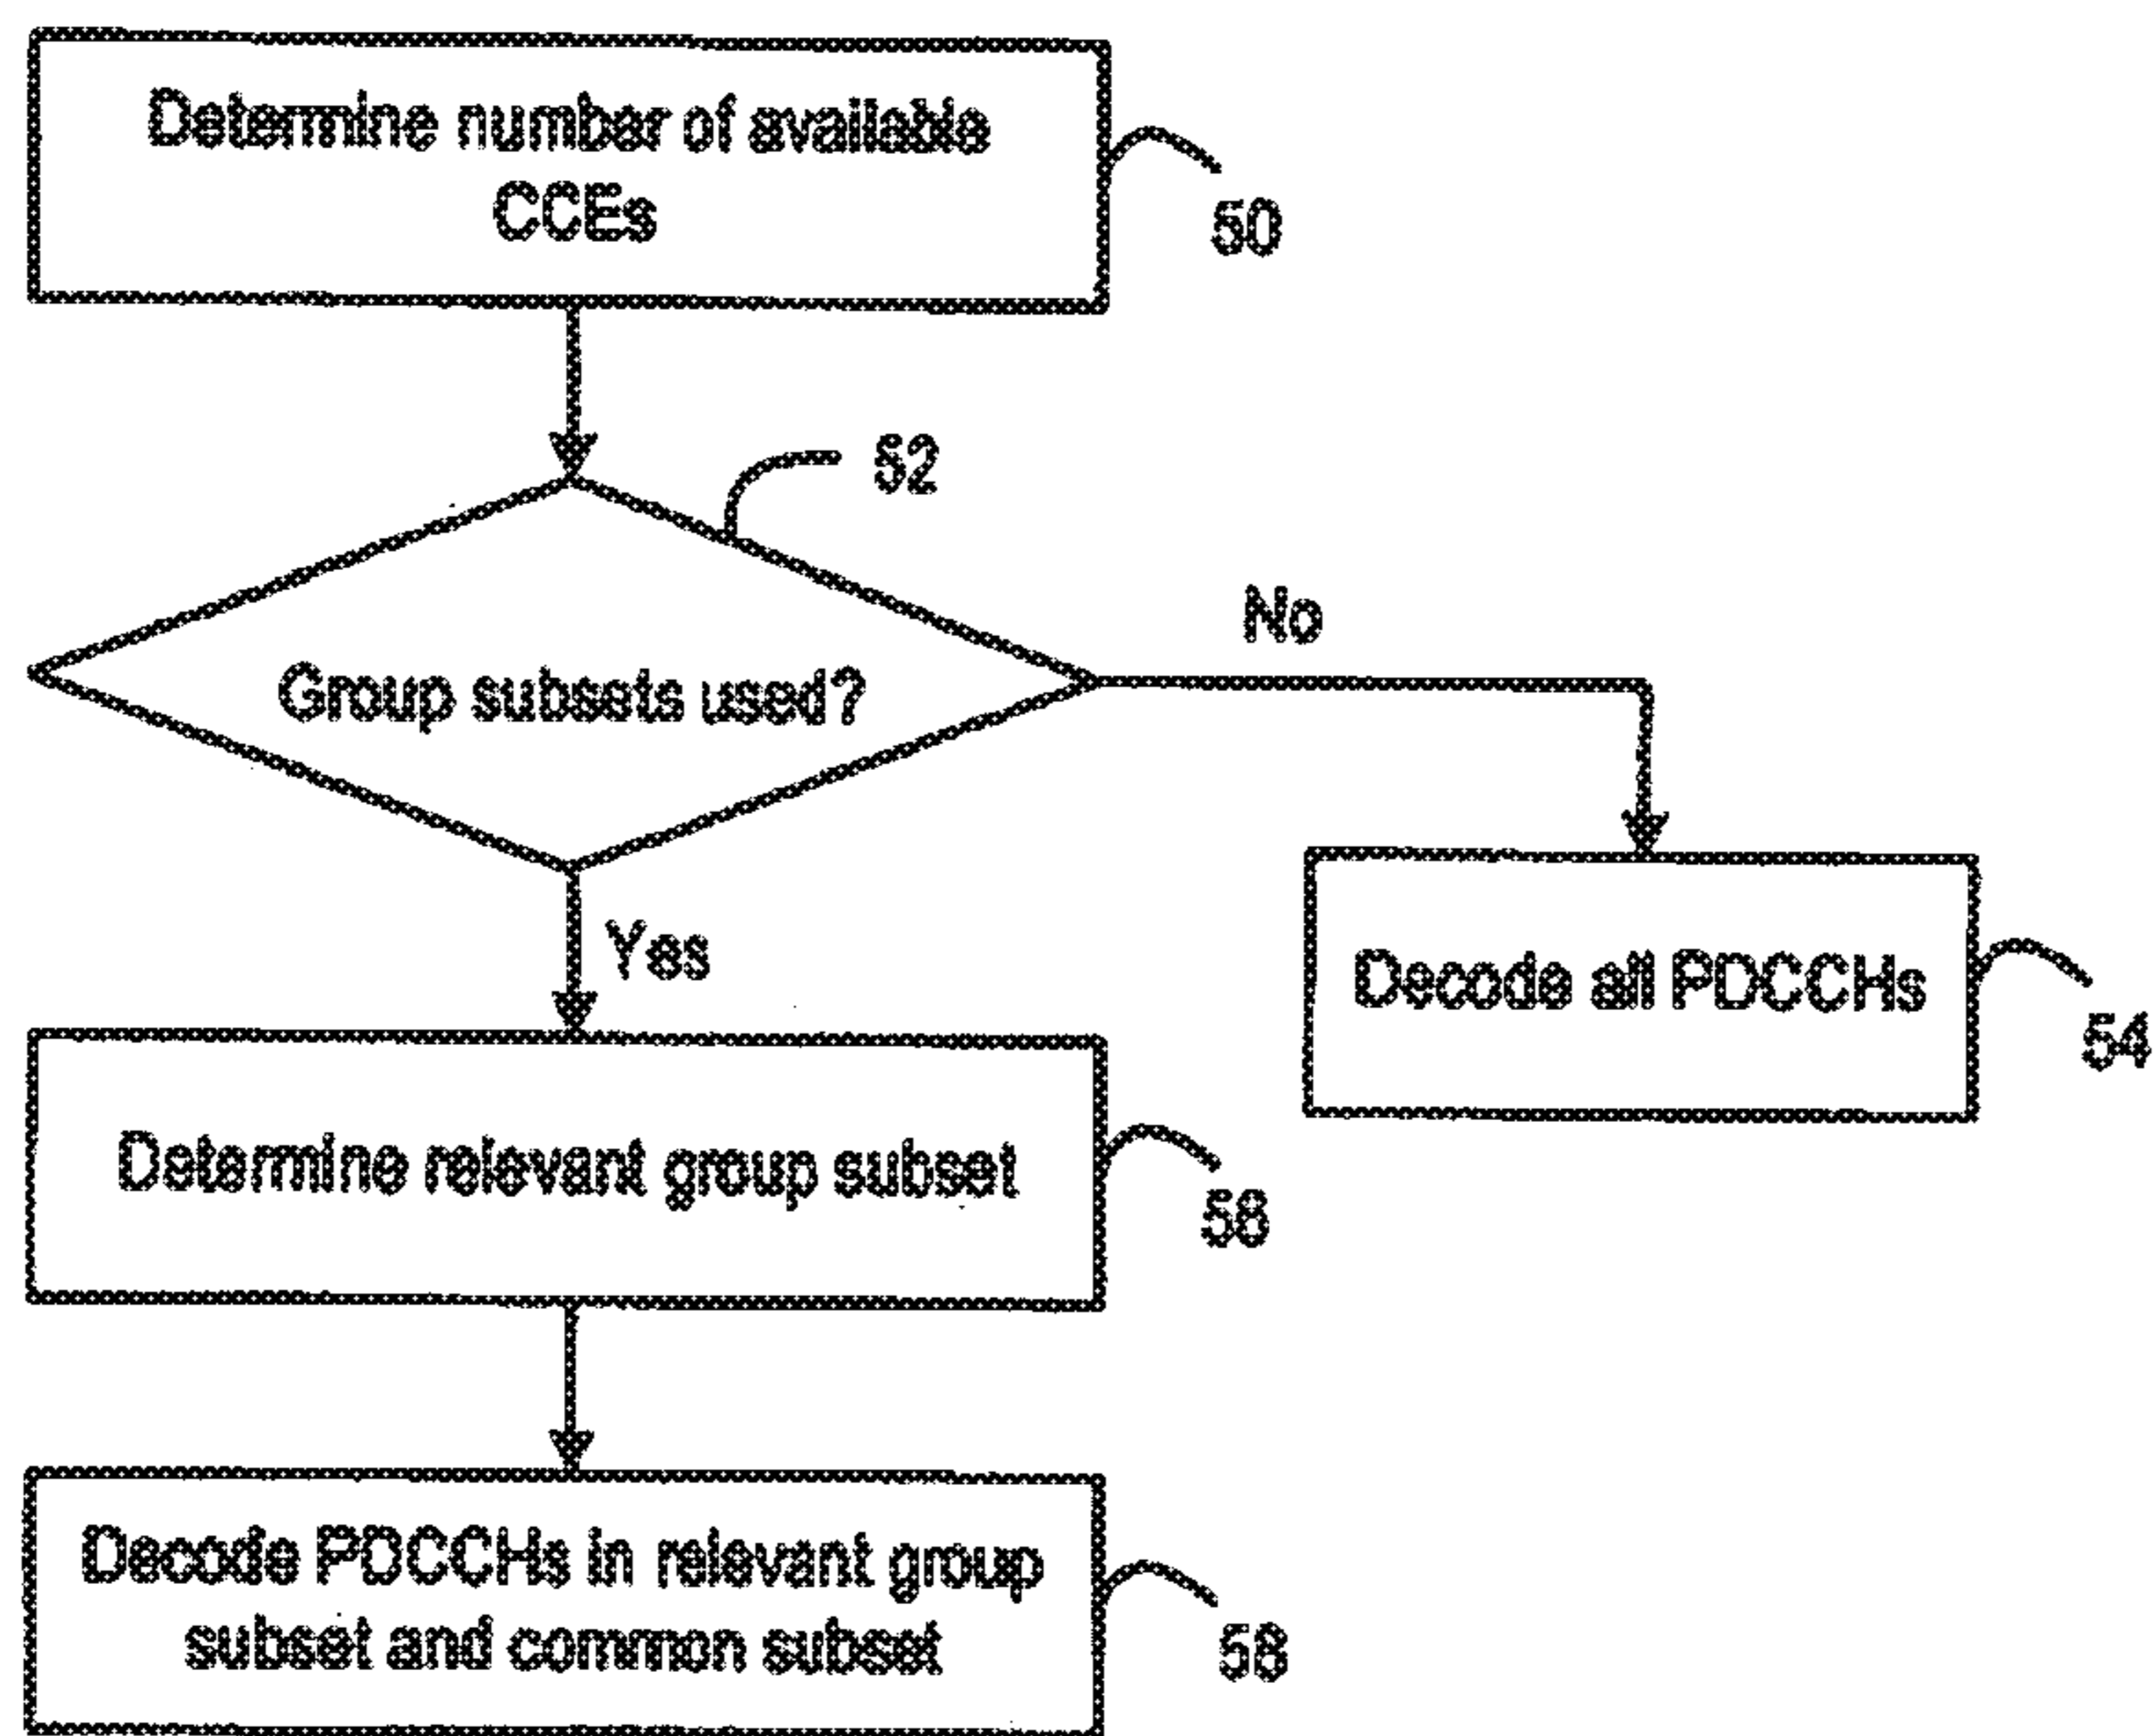 Determine number of available
CCEs
50
52
Group subsets used?
No
Yes
Decode all PDCCHs
54
Determine relevant group subset
Decode PDCCHs in relevant group
subset and common subset
58